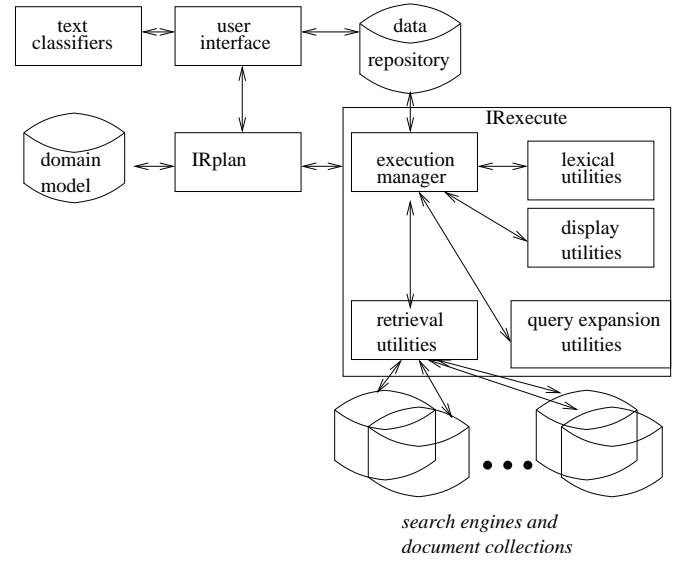 text
classifiers
user
interface
data
repository
IRexecute
domain
model
IRplan
execution
manager
lexical
utilities
display
utilities
retrieval
utilities
query expansion
utilities
search engines and
document collections